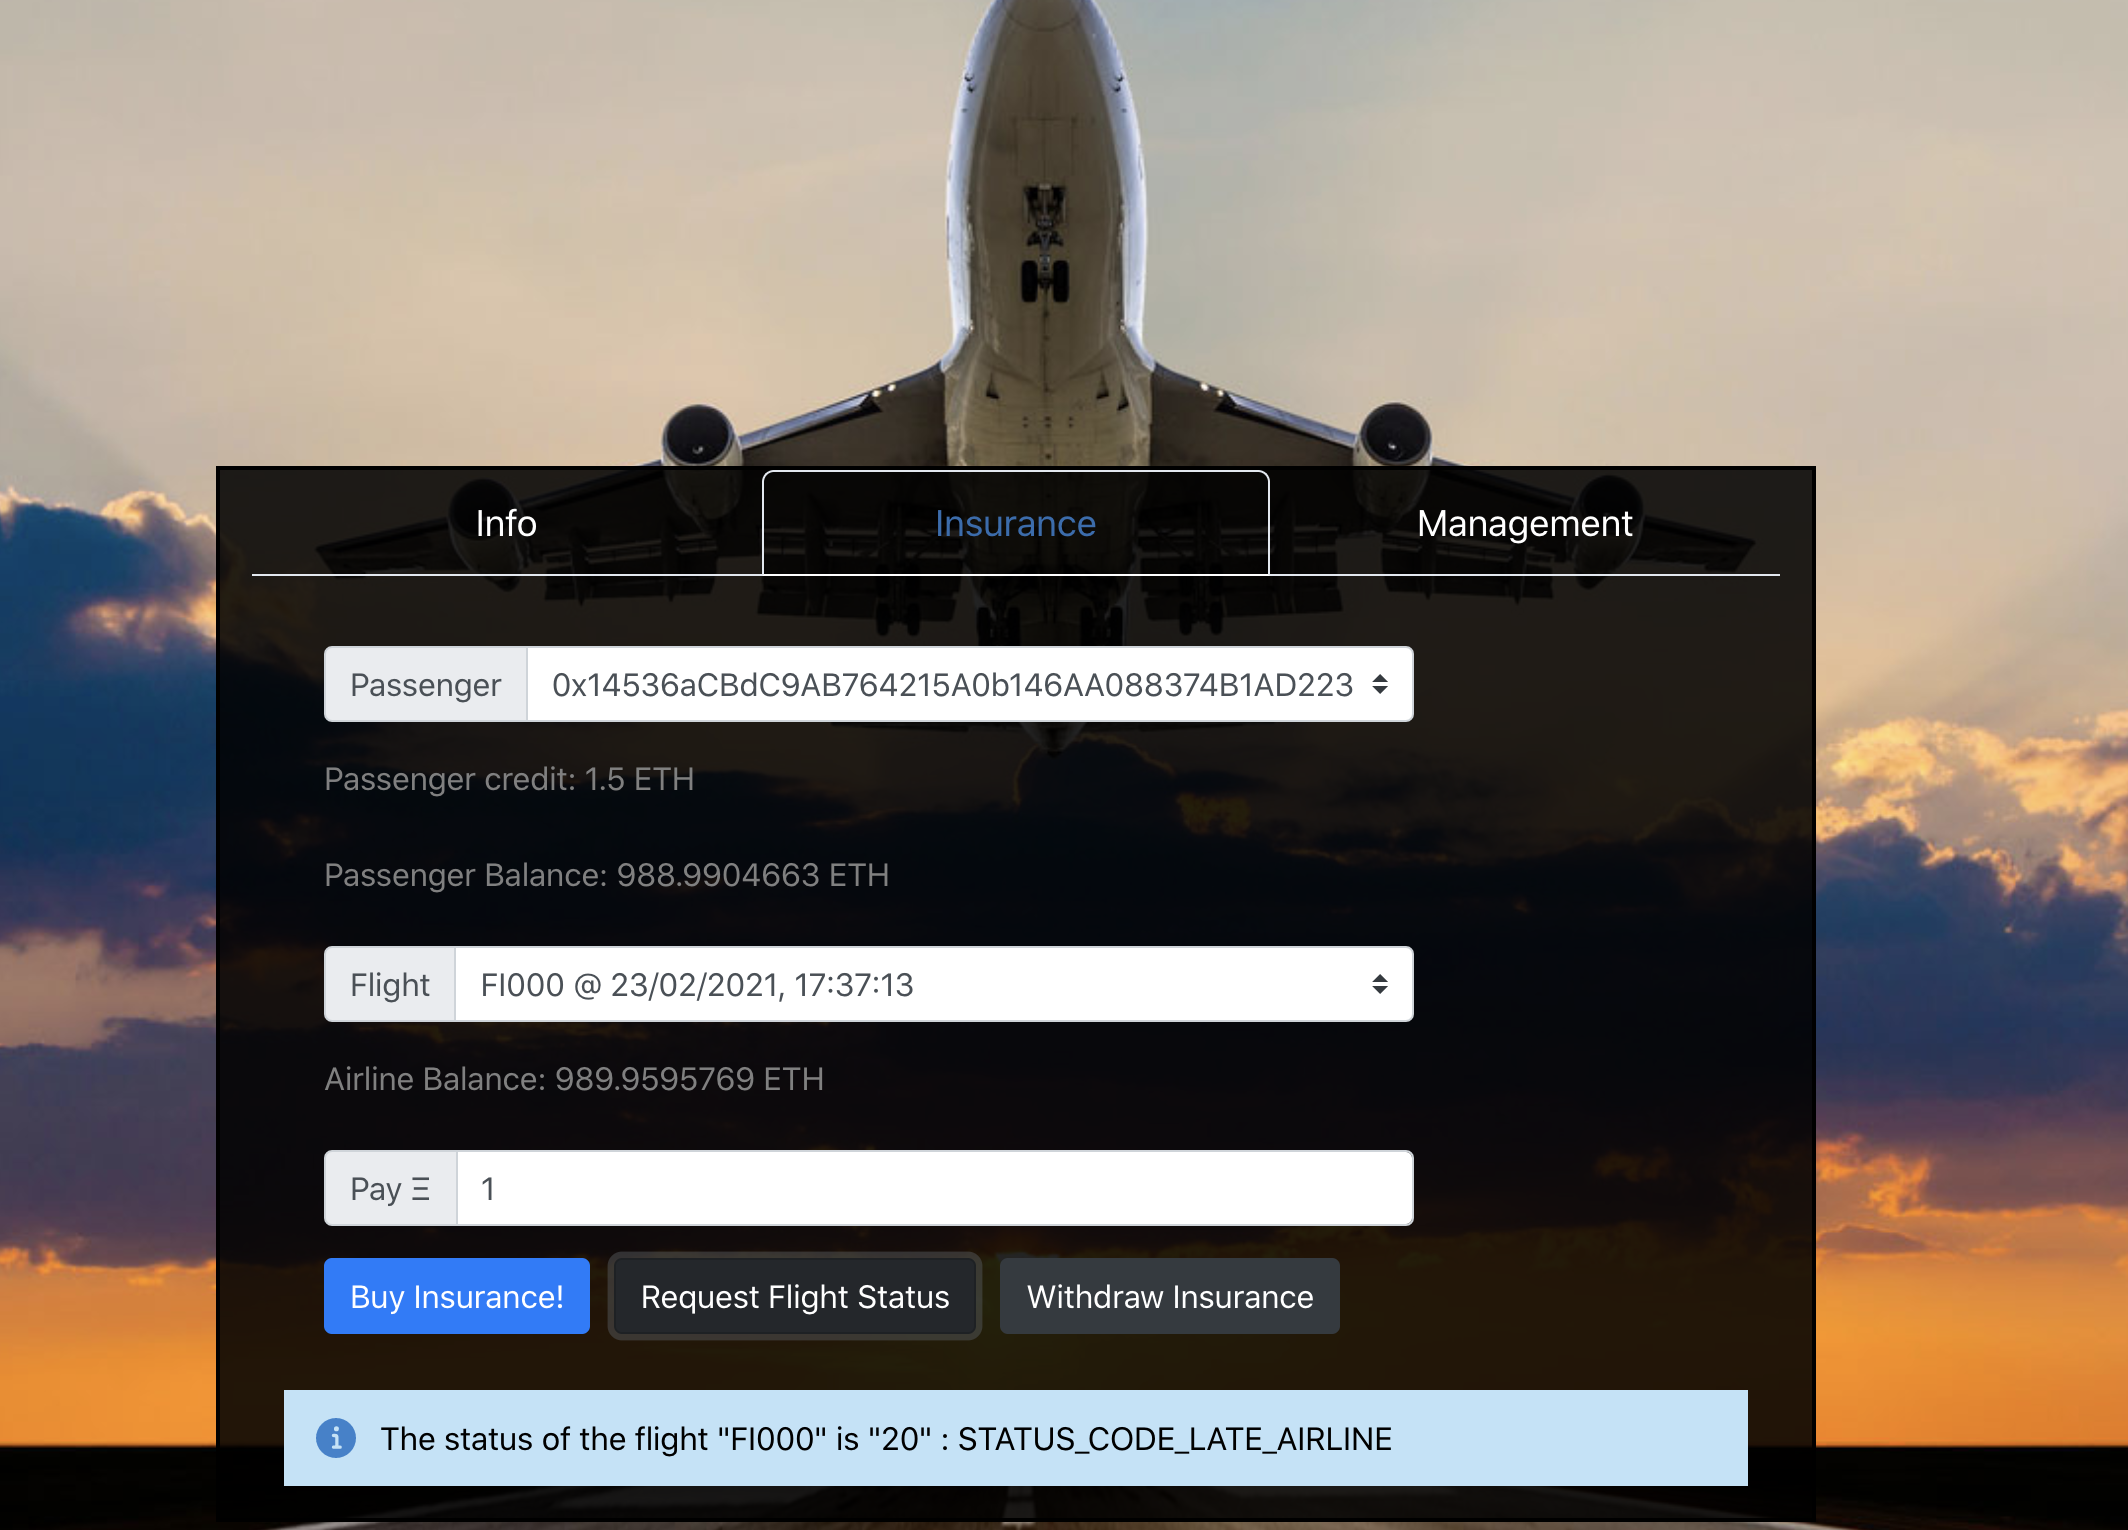 Info
Insurance
Management
Passenger
0x14536aCBdC9AB764215A0b146AA088374B1AD223
Passenger credit: 1.5 ETH
Passenger Balance: 988.9904663 ETH
Flight
FI000 @ 23/02/2021, 17:37:13
Airline Balance: 989.9595769 ETH
Pay Ξ
1
Buy Insurance!
Request Flight Status
Withdraw Insurance
The status of the flight "FI000" is "20" : STATUS_CODE_LATE_AIRLINE